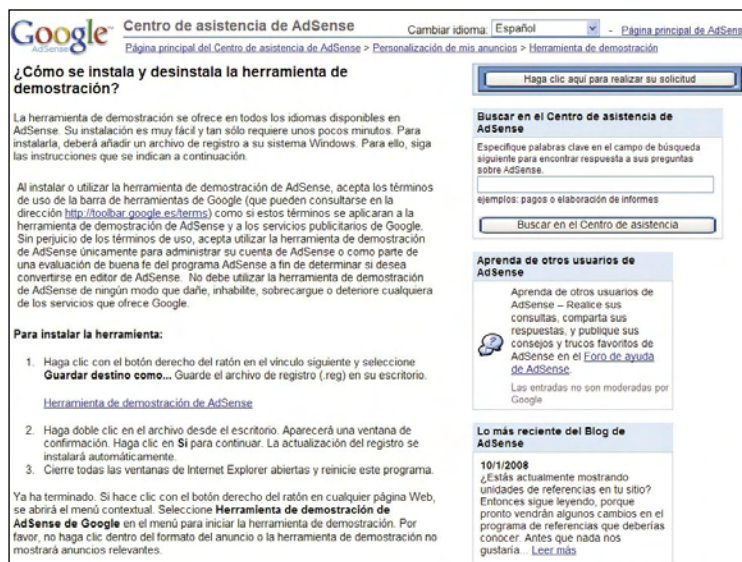 Google
AdSense
Centro de asistencia de AdSense
Cambiar idioma: Español - Página principal de AdSens
Página principal del Centro de asistencia de AdSense > Personalización de mis anuncios > Herramienta de demostración
¿Cómo se instala y desinstala la herramienta de
demostración?
La herramienta de demostración se ofrece en todos los idiomas disponibles en
AdSense. Su instalación es muy fácil y tan sólo requiere unos pocos minutos. Para
instalarla, deberá añadir un archivo de registro a su sistema Windows. Para ello, siga
las instrucciones que se indican a continuación.
Al instalar o utilizar la herramienta de demostración de AdSense, acepta los términos
de uso de la barra de herramientas de Google (que pueden consultarse en la
dirección http://toolbar.google.es/terms) como si estos términos se aplicaran a la
herramienta de demostración de AdSense y a los servicios publicitarios de Google.
Sin perjuicio de los términos de uso, acepta utilizar la herramienta de demostración
de AdSense únicamente para administrar su cuenta de AdSense o como parte de
una evaluación de buena fe del programa AdSense a fin de determinar si desea
convertirse en editor de AdSense. No debe utilizar la herramienta de demostración
de AdSense de ningún modo que dañe, inhabilite, sobrecargue o deteriore cualquiera
de los servicios que ofrece Google.
Para instalar la herramienta:
1. Haga clic con el botón derecho del ratón en el vínculo siguiente y seleccione
Guardar destino como... Guarde el archivo de registro (.reg) en su escritorio.
Herramienta de demostración de AdSense
2. Haga doble clic en el archivo desde el escritorio. Aparecerá una ventana de
confirmación. Haga clic en Sí para continuar. La actualización del registro se
instalará automáticamente.
3. Cierre todas las ventanas de Internet Explorer abiertas y reinicie este programa.
Ya ha terminado. Si hace clic con el botón derecho del ratón en cualquier página Web,
se abrirá el menú contextual. Seleccione Herramienta de demostración de
AdSense de Google en el menú para iniciar la herramienta de demostración. Por
favor, no haga clic dentro del formato del anuncio o la herramienta de demostración no
mostrará anuncios relevantes.
Haga clic aquí para realizar su solicitud
Buscar en el Centro de asistencia de
AdSense
Especifique palabras clave en el campo de búsqueda
siguiente para encontrar respuesta a sus preguntas
sobre AdSense.
ejemplos: pagos o elaboración de informes
Buscar en el Centro de asistencia
Aprenda de otros usuarios de
AdSense
Aprenda de otros usuarios de
AdSense – Realice sus
consultas, comparta sus
respuestas, y publique sus
consejos y trucos favoritos de
AdSense en el Foro de ayuda
de AdSense.
Las entradas no son moderadas por
Google
Lo más reciente del Blog de
AdSense
10/1/2008
¿Estás actualmente mostrando
unidades de referencias en tu sitio?
Entonces sigue leyendo, porque
pronto vendrán algunos cambios en el
programa de referencias que deberías
conocer. Antes que nada nos
gustaría... Leer más